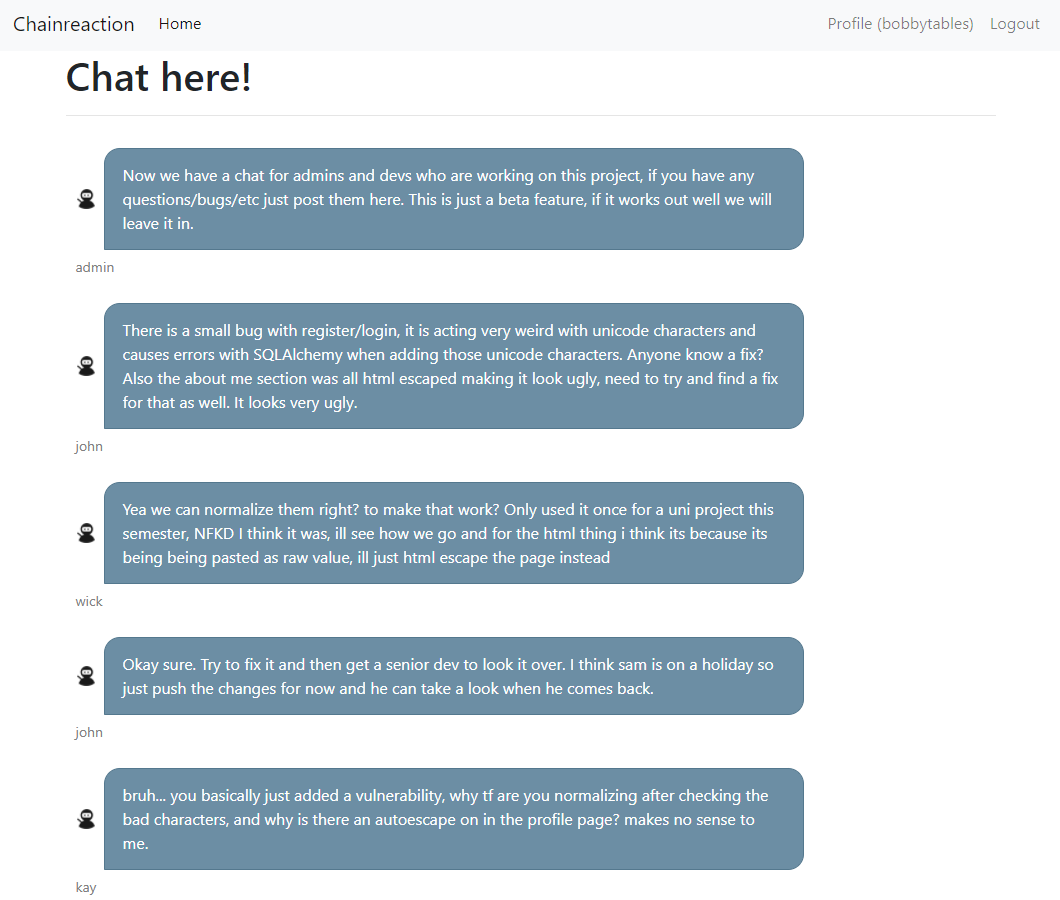 Chainreaction Home Profile (bobbytables) Logout
Chat here!
Now we have a chat for admins and devs who are working on this project, if you have any
questions/bugs/etc just post them here. This is just a beta feature, if it works out well we will
leave it in.
admin
There is a small bug with register/login, it is acting very weird with unicode characters and
causes errors with SQLAlchemy when adding those unicode characters. Anyone know a fix?
Also the about me section was all html escaped making it look ugly, need to try and find a fix
for that as well. It looks very ugly.
john
Yea we can normalize them right? to make that work? Only used it once for a uni project this
semester, NFKD I think it was, ill see how we go and for the html thing i think its because its
being being pasted as raw value, ill just html escape the page instead
wick
Okay sure. Try to fix it and then get a senior dev to look it over. I think sam is on a holiday so
just push the changes for now and he can take a look when he comes back.
john
bruh... you basically just added a vulnerability, why tf are you normalizing after checking the
bad characters, and why is there an autoescape on in the profile page? makes no sense to
me.
kay